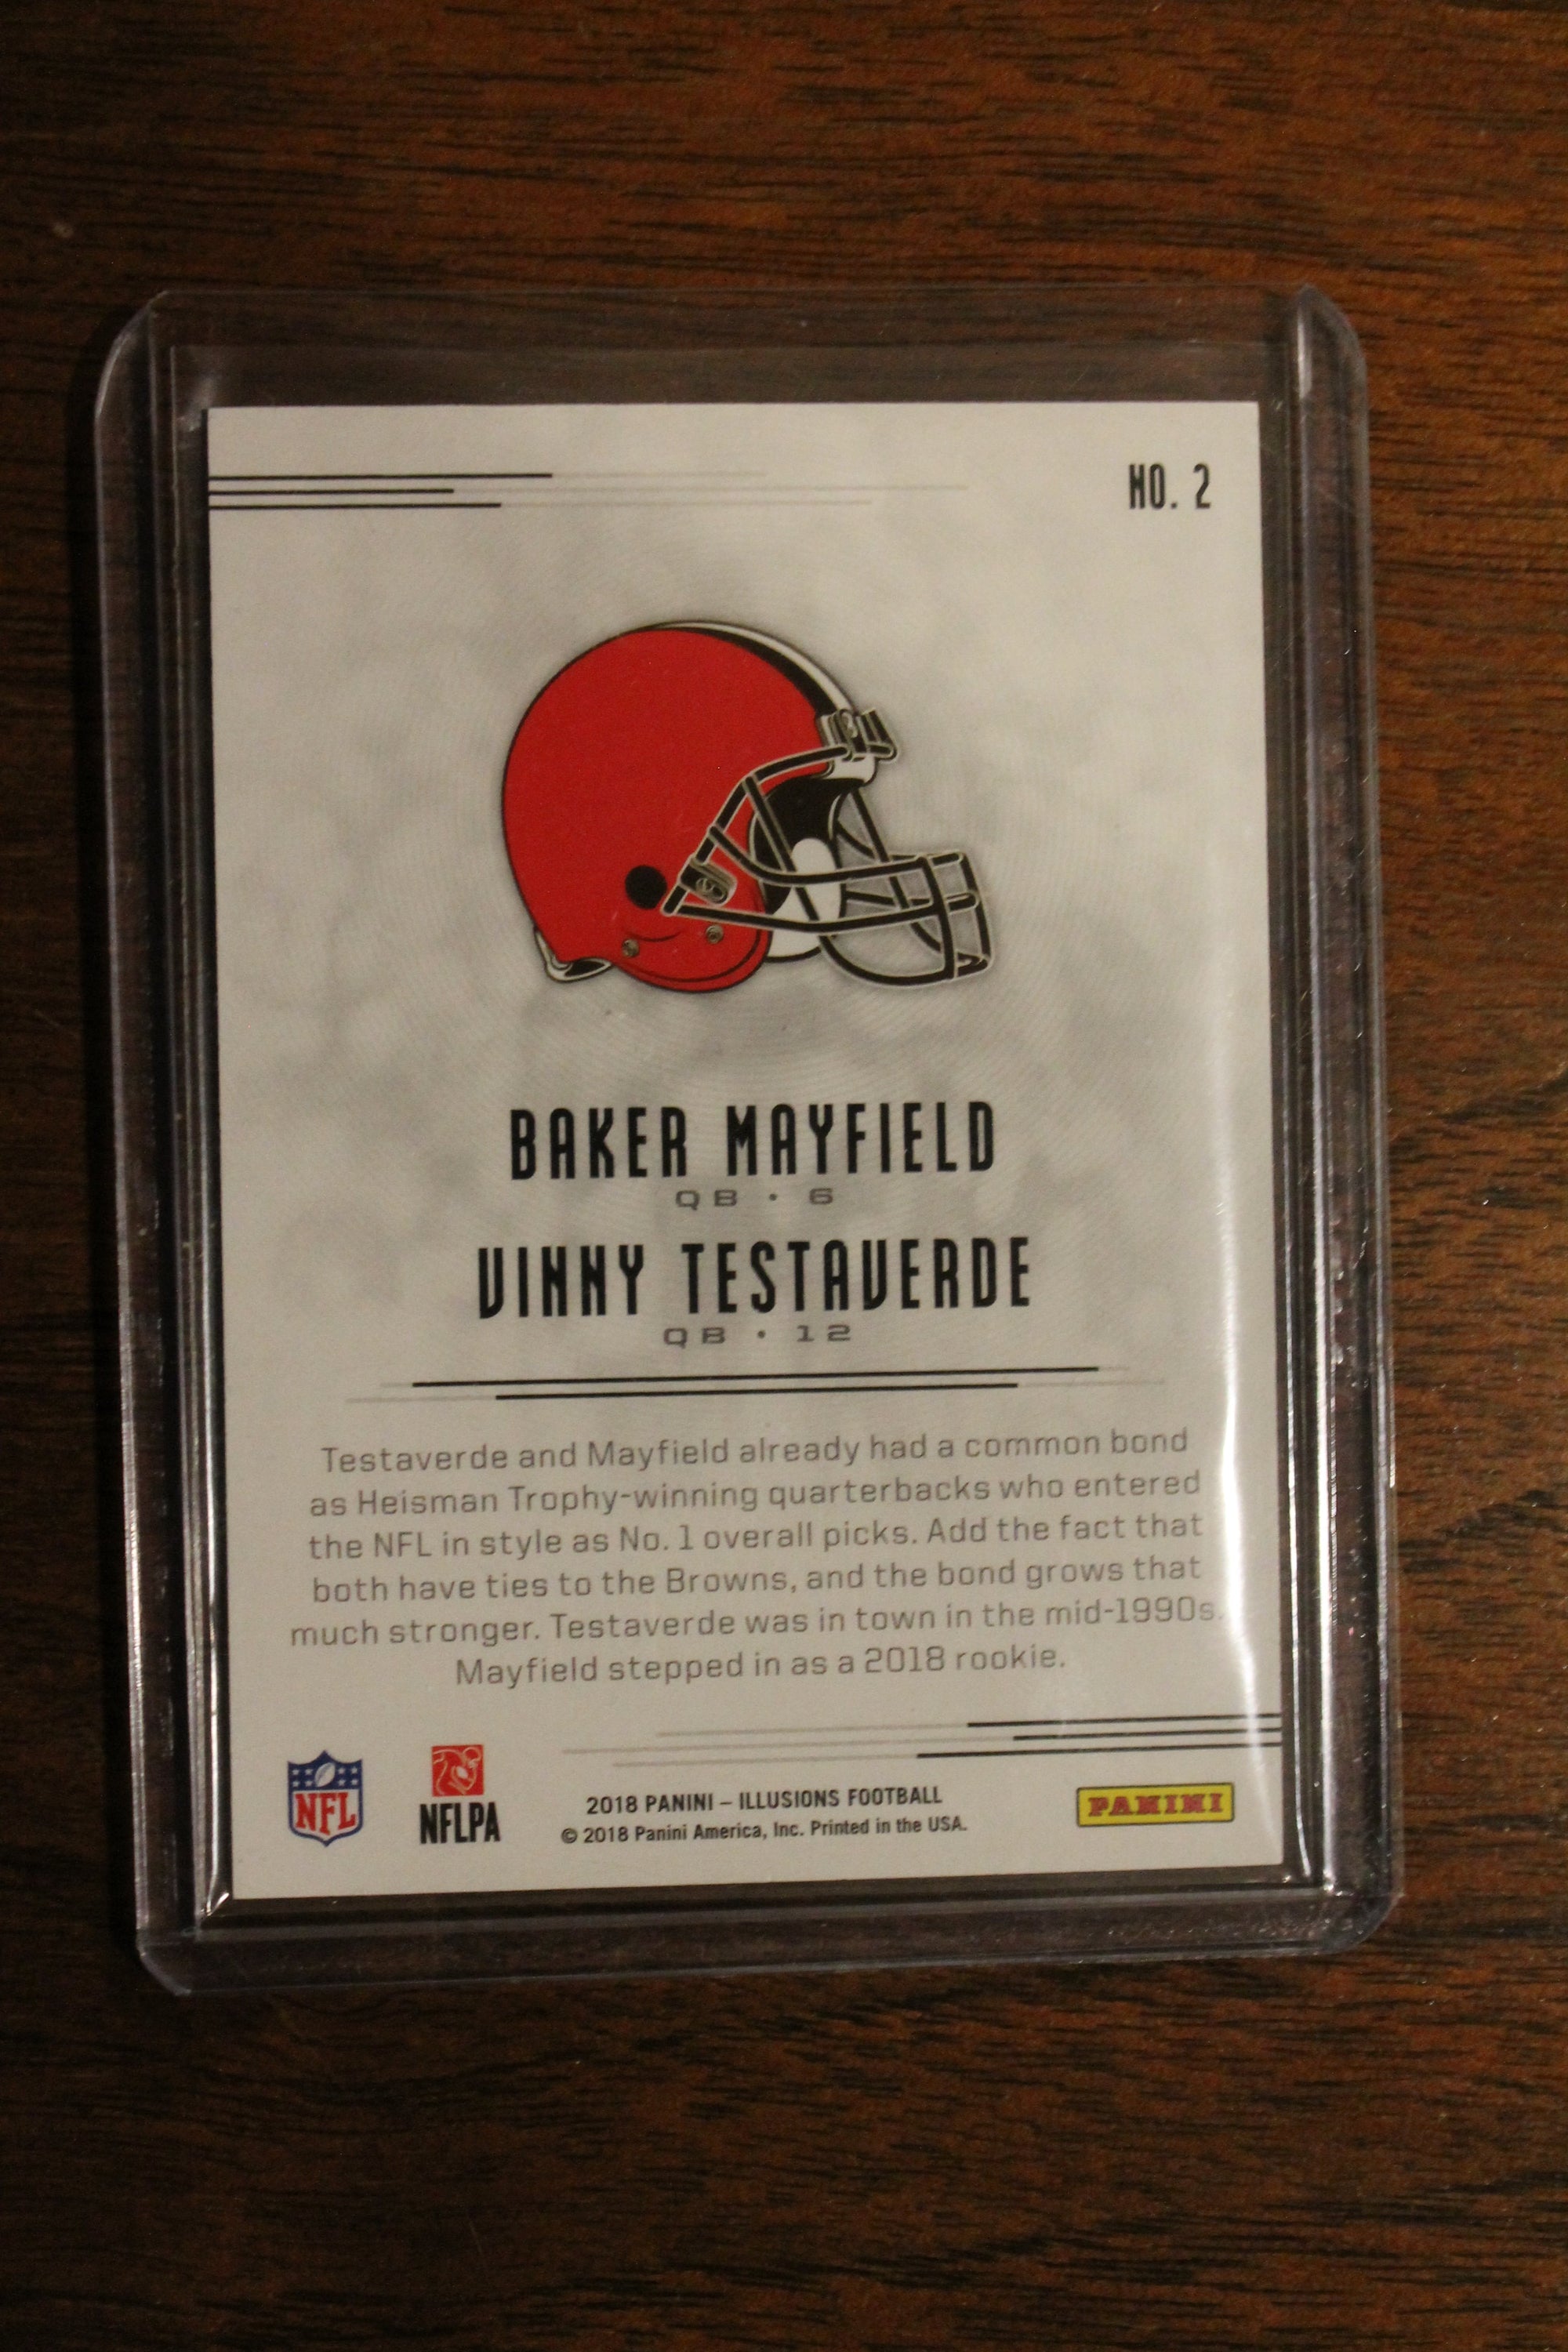 NO. 2
BAKER MAYFIELD
QB · 6
VINNY TESTAVERDE
QB · 12
Testaverde and Mayfield already had a common bond
as Heisman Trophy-winning quarterbacks who entered
the NFL in style as No. 1 overall picks. Add the fact that
both have ties to the Browns, and the bond grows that
much stronger. Testaverde was in town in the mid-1990s.
Mayfield stepped in as a 2018 rookie.
NFL
NFLPA
2018 PANINI – ILLUSIONS FOOTBALL
© 2018 Panini America, Inc. Printed in the USA.
PANINI